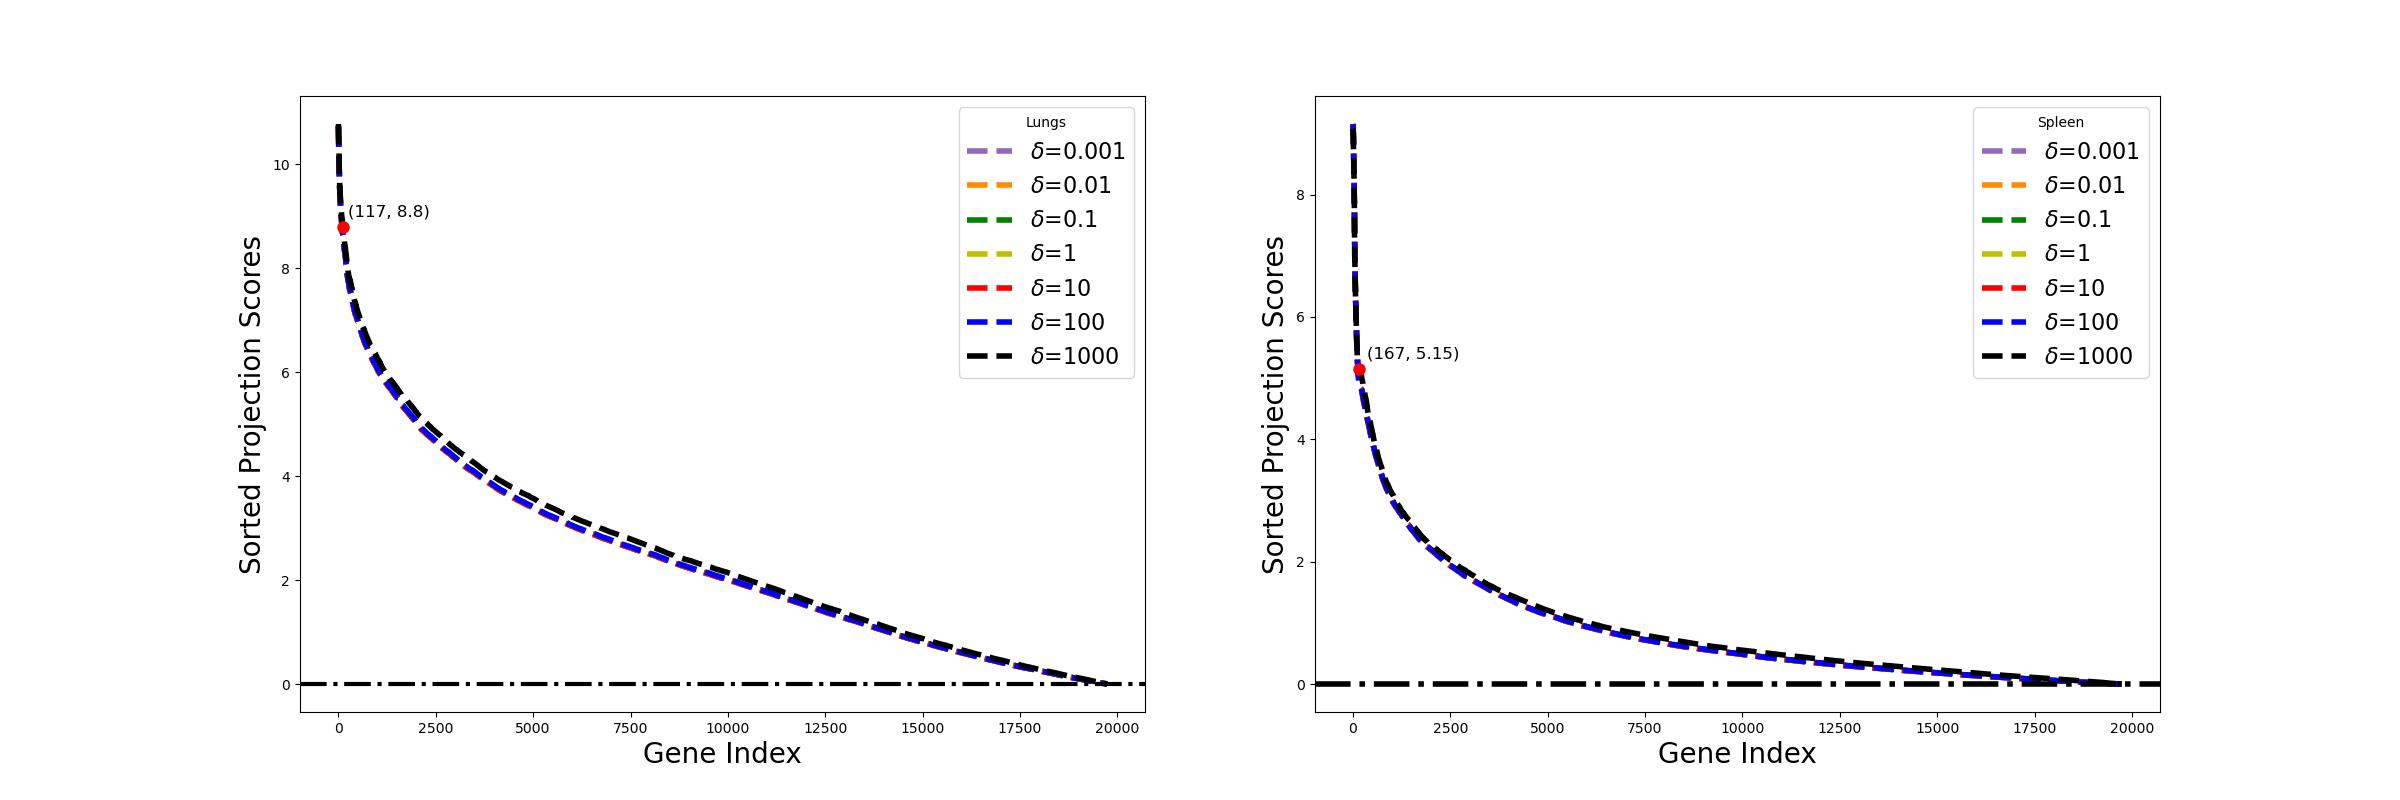 Sorted Projection Scores
10
8
6
4
2
0
(117, 8.8)
Lungs
δ=0.001
δ=0.01
δ=0.1
δ=1
δ=10
δ=100
δ=1000
0 2500 5000 7500 10000 12500 15000 17500 20000
Gene Index
Sorted Projection Scores
8
6
4
2
0
(167, 5.15)
Spleen
δ=0.001
δ=0.01
δ=0.1
δ=1
δ=10
δ=100
δ=1000
0 2500 5000 7500 10000 12500 15000 17500 20000
Gene Index